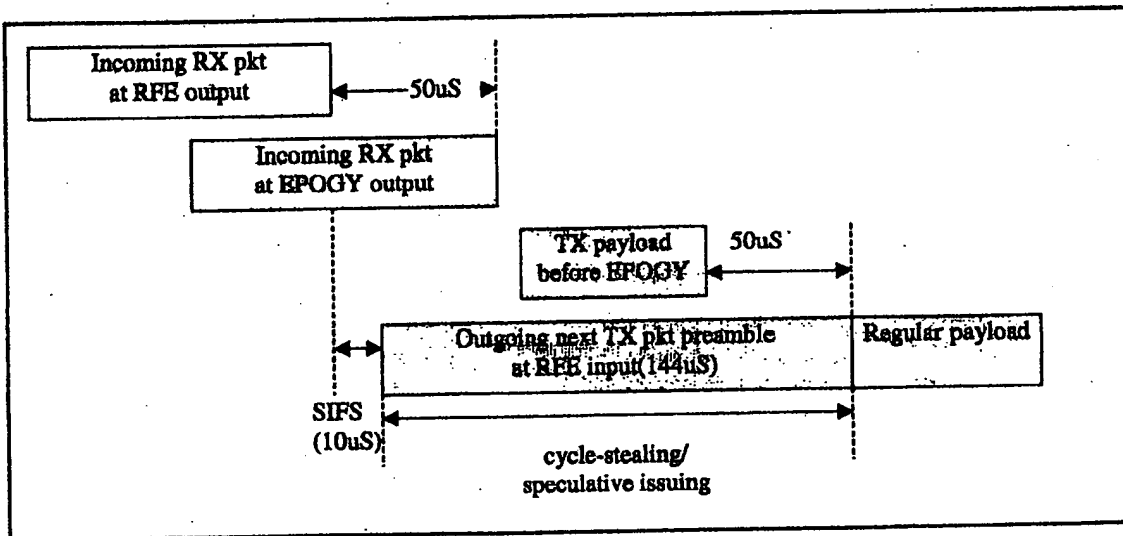 Incoming RX pkt
at RFE output
50uS
Incoming RX pkt
at EPOGY output
TX payload
before EPOGY
50uS
Outgoing next TX pkt preamble
at RFE input(144uS)
Regular payload
SIFS
(10uS)
cycle-stealing/
speculative issuing